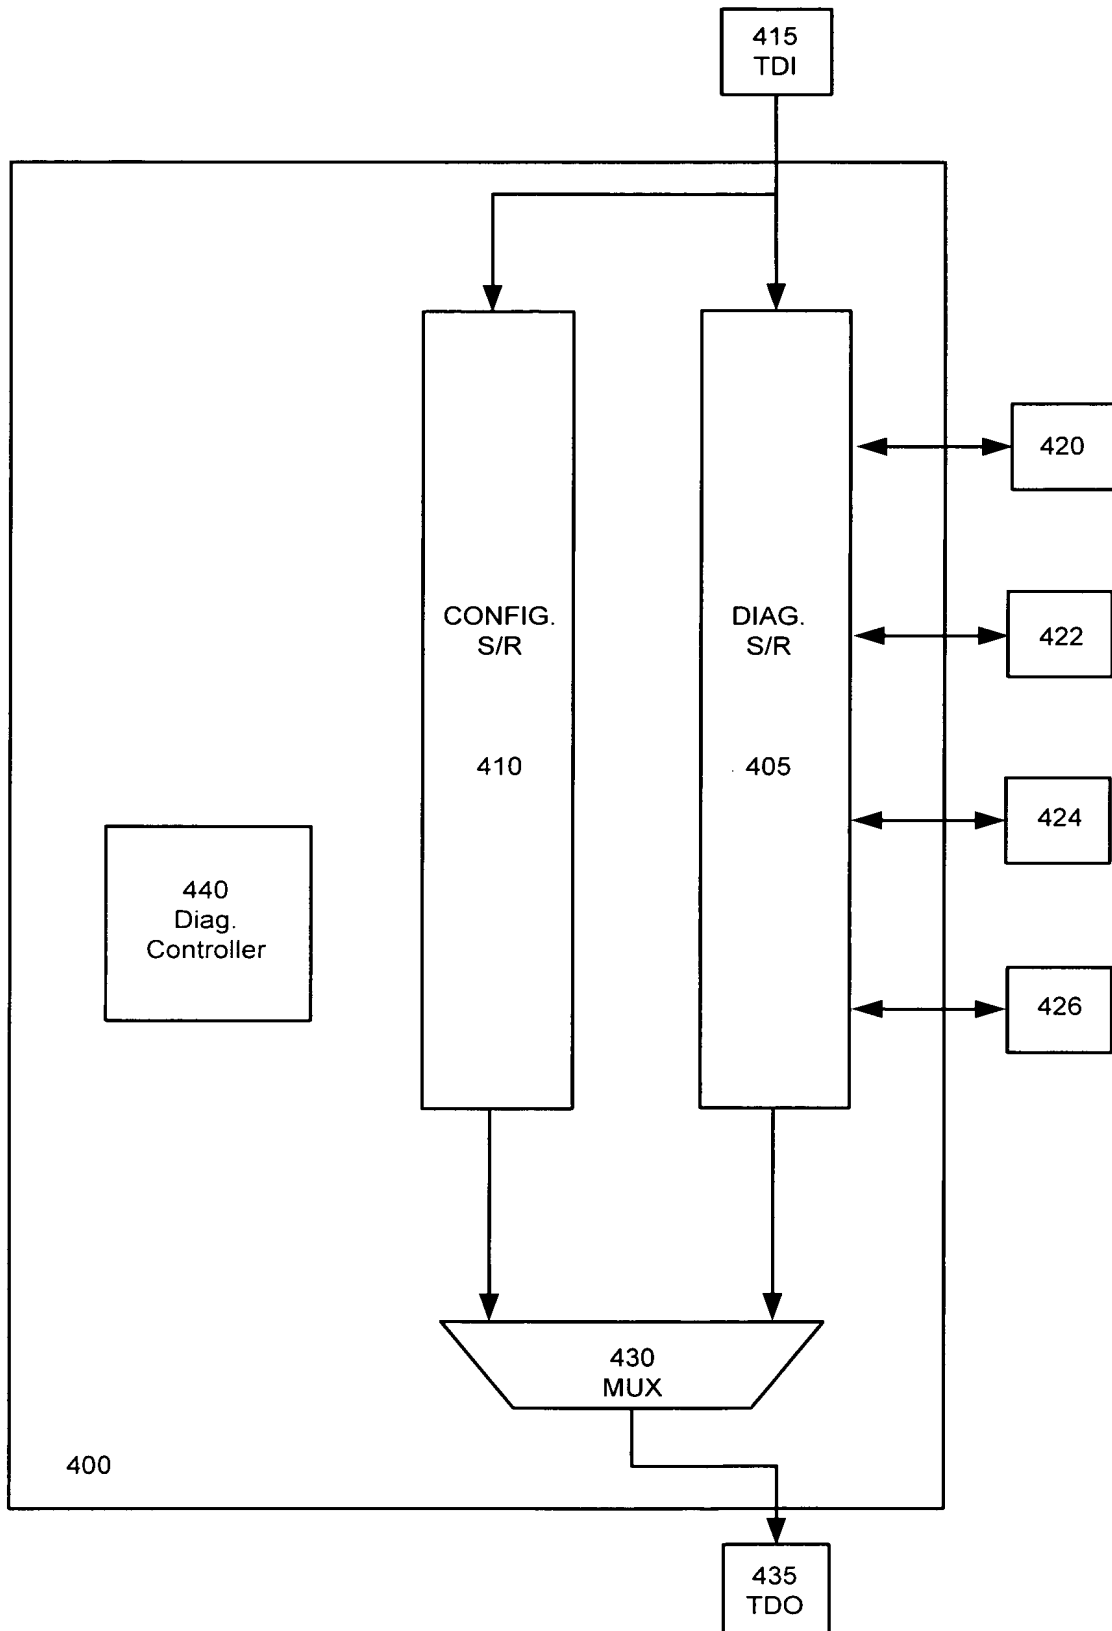 415
TDI
420
CONFIG.
S/R
DIAG.
S/R
422
410
405
424
440
Diag.
Controller
426
430
MUX
400
435
TDO